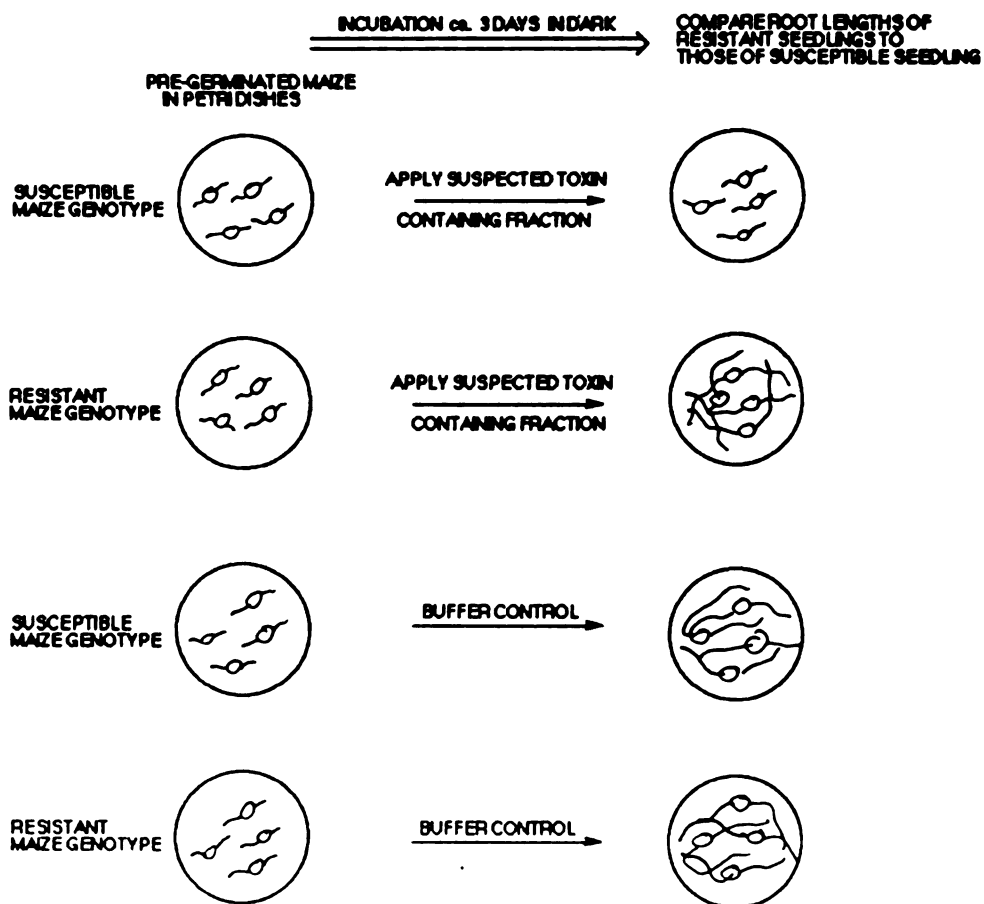 INCUBATION ca. 3 DAYS IN DARK
COMPARE ROOT LENGTHS OF
RESISTANT SEEDLINGS TO
THOSE OF SUSCEPTIBLE SEEDLING
PRE-GERMINATED MAIZE
IN PETRI DISHES
SUSCEPTIBLE
MAIZE GENOTYPE
APPLY SUSPECTED TOXIN
CONTAINING FRACTION
RESISTANT
MAIZE GENOTYPE
APPLY SUSPECTED TOXIN
CONTAINING FRACTION
SUSCEPTIBLE
MAIZE GENOTYPE
BUFFER CONTROL
RESISTANT
MAIZE GENOTYPE
BUFFER CONTROL